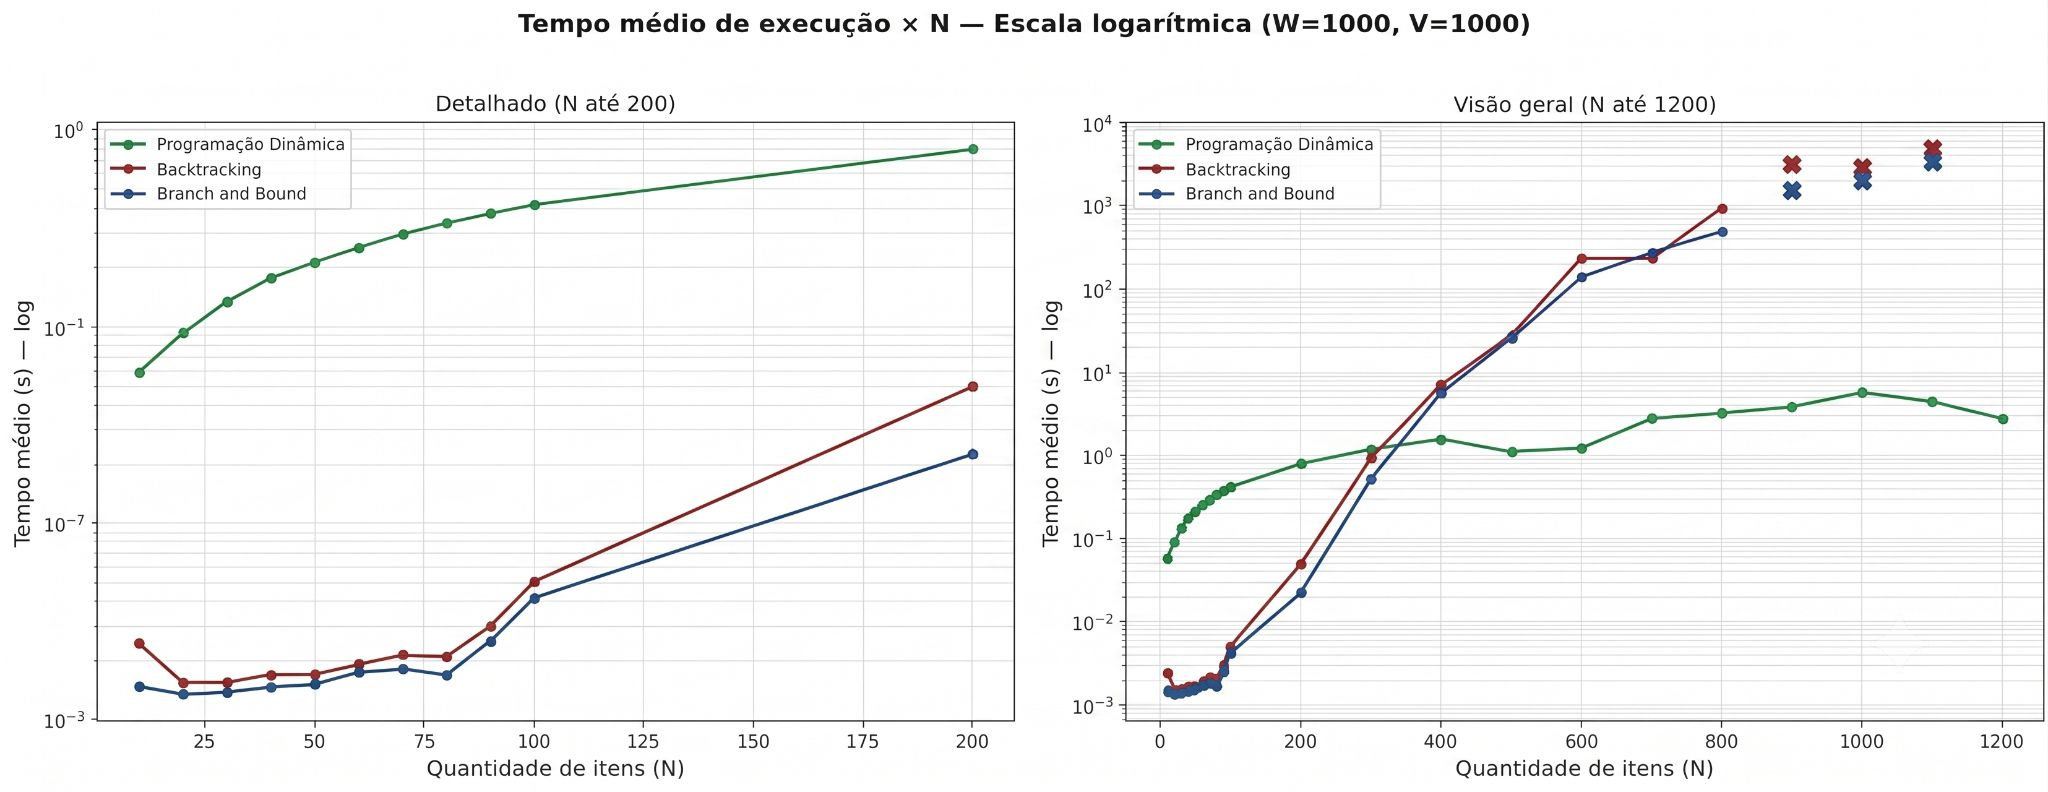 Tempo médio de execução × N — Escala logarítmica (W=1000, V=1000)
Detalhado (N até 200)
Programação Dinâmica
Backtracking
Branch and Bound
Tempo médio (s) — log
10⁰
10⁻¹
10⁻⁷
10⁻³
25 50 75 100 125 150 175 200
Quantidade de itens (N)
Visão geral (N até 1200)
Programação Dinâmica
Backtracking
Branch and Bound
Tempo médio (s) — log
10⁴
10³
10²
10¹
10⁰
10⁻¹
10⁻²
10⁻³
0 200 400 600 800 1000 1200
Quantidade de itens (N)